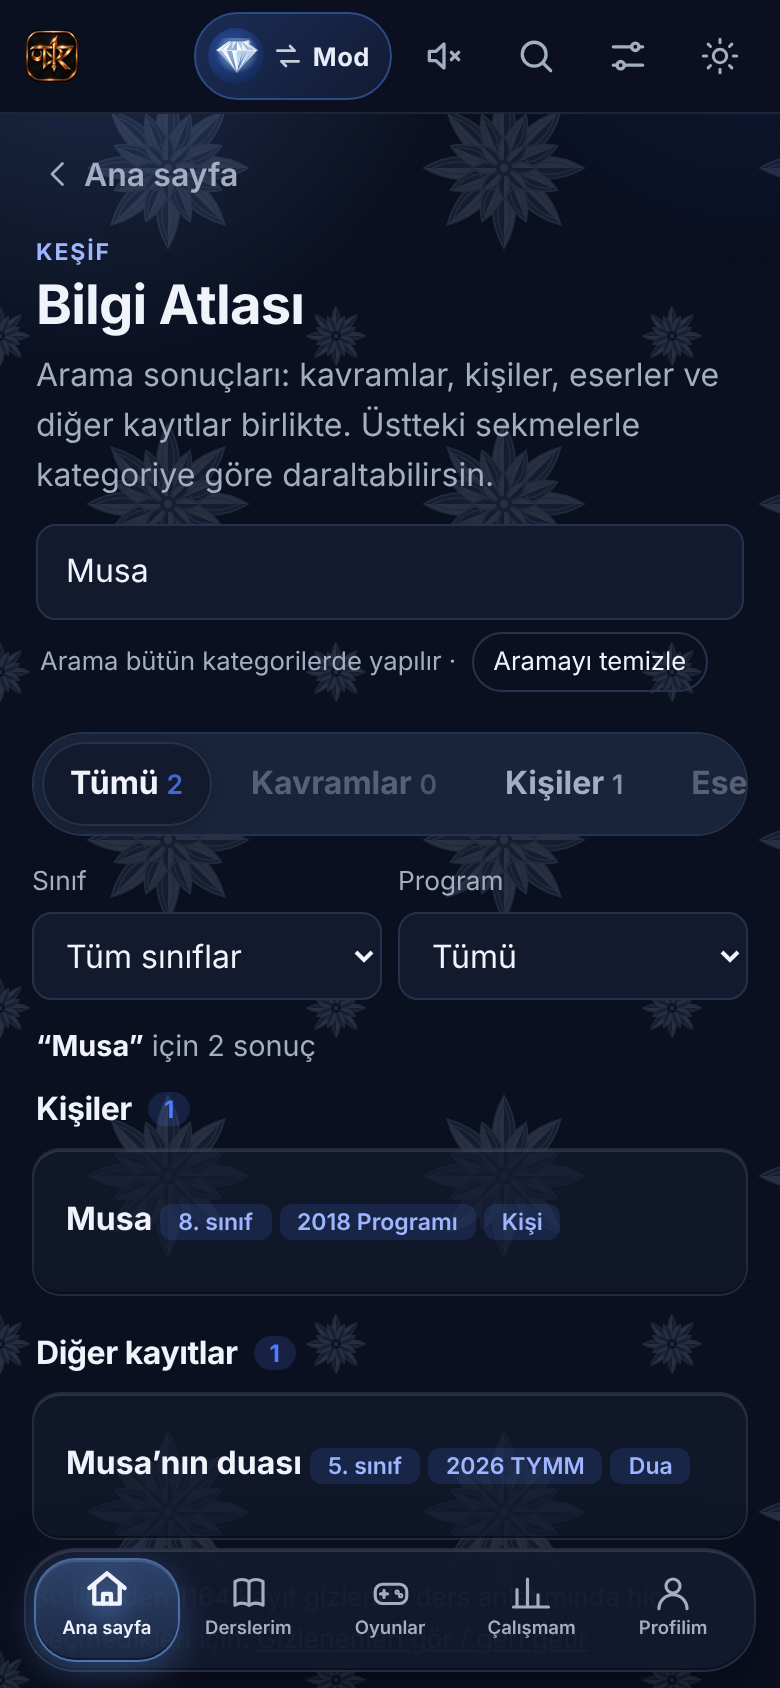 Mod
Ana sayfa
KEŞİF
Bilgi Atlası
Arama sonuçları: kavramlar, kişiler, eserler ve
diğer kayıtlar birlikte. Üstteki sekmelerle
kategoriye göre daraltabilirsin.
Musa
Arama bütün kategorilerde yapılır · Aramayı temizle
Tümü 2 Kavramlar 0 Kişiler 1 Ese
Sınıf Program
Tüm sınıflar Tümü
“Musa” için 2 sonuç
Kişiler 1
Musa 8. sınıf 2018 Programı Kişi
Diğer kayıtlar 1
Musa’nın duası 5. sınıf 2026 TYMM Dua
Ana sayfa Derslerim Oyunlar Çalışmam Profilim